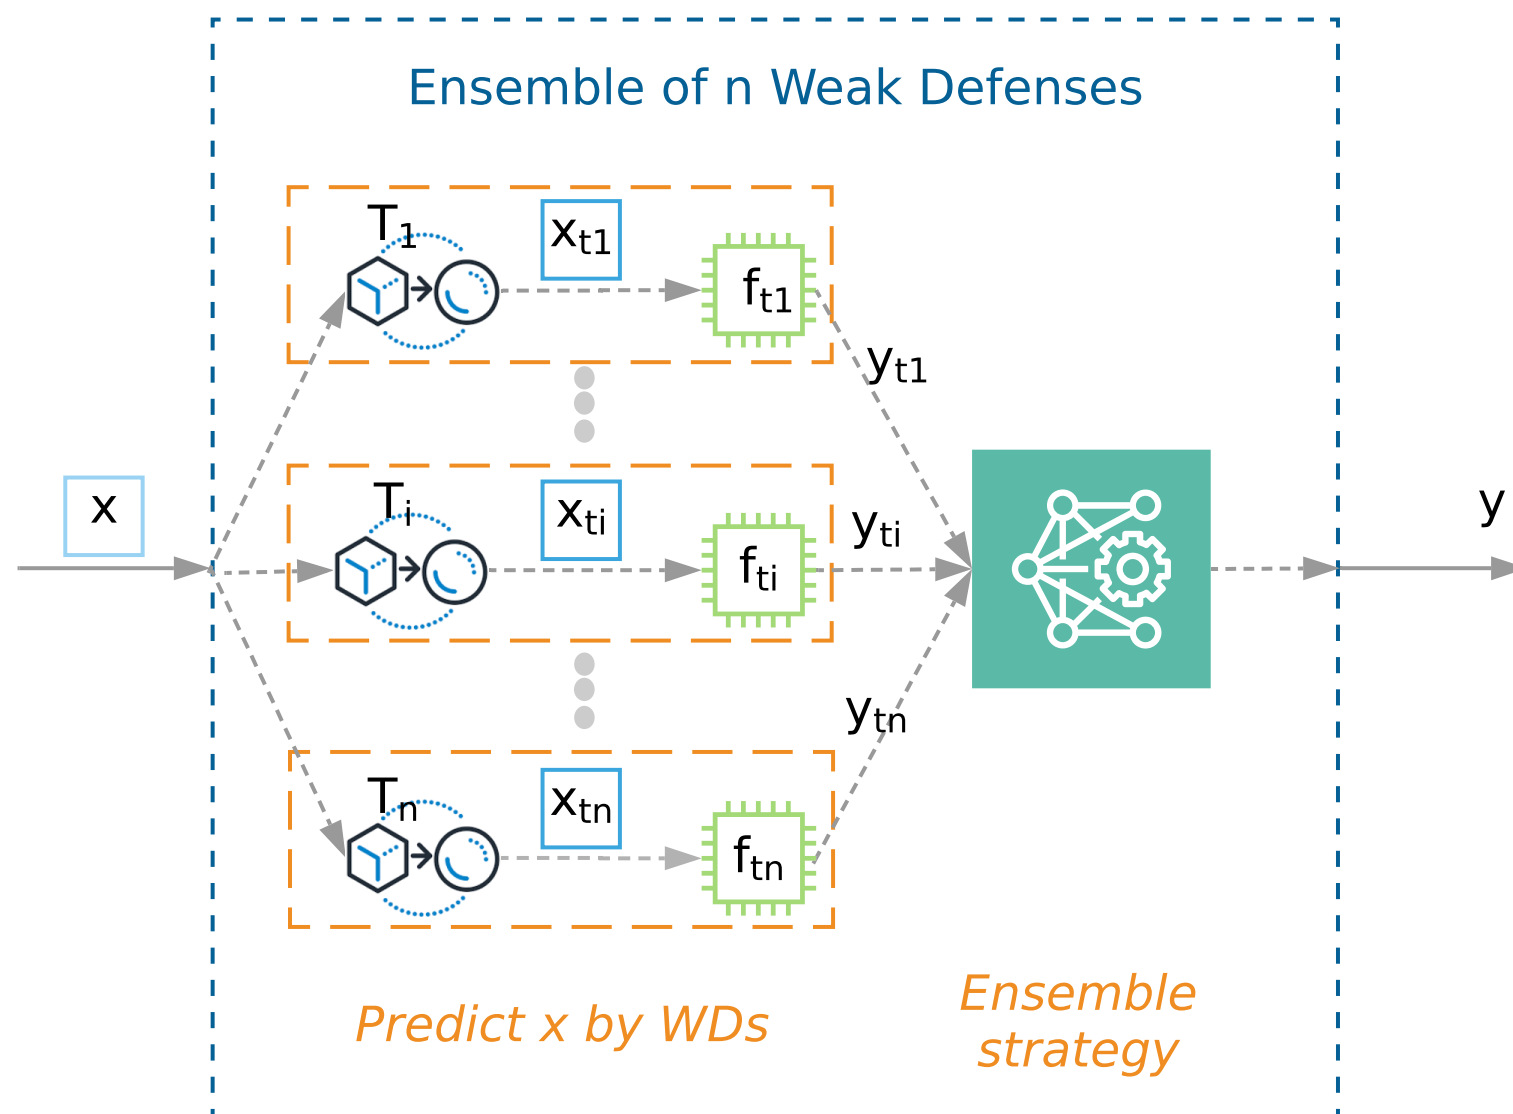 Ensemble of n Weak Defenses
T1
xt1
ft1
yt1
x
Ti
xti
fti
yti
y
Tn
xtn
ftn
ytn
Predict x by WDs
Ensemble
strategy